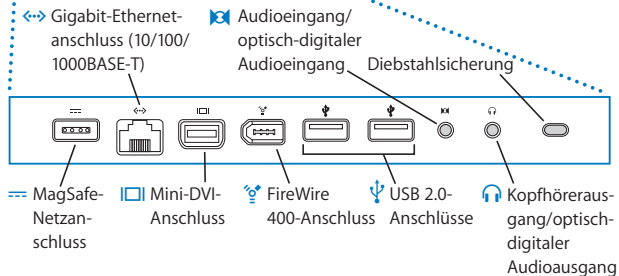 Gigabit-Ethernet-
anschluss (10/100/
1000BASE-T)
Audioeingang/
optisch-digitaler
Audioeingang
Diebstahlsicherung
MagSafe-
Netzan-
schluss
Mini-DVI-
Anschluss
FireWire
400-Anschluss
USB 2.0-
Anschlüsse
Kopfhöreraus-
gang/optisch-
digitaler
Audioausgang